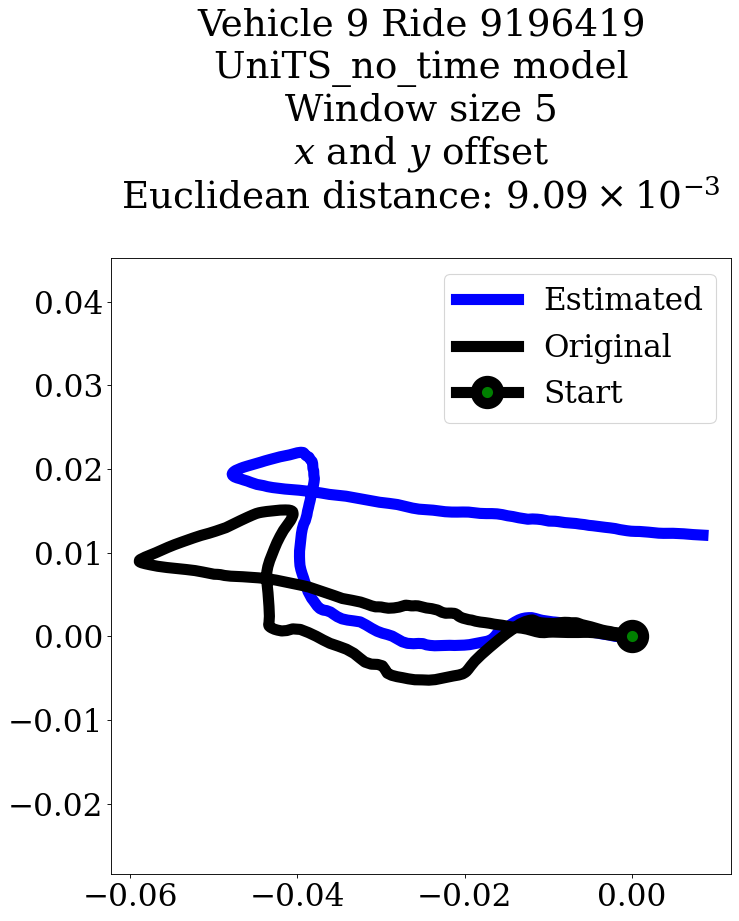 Vehicle 9 Ride 9196419
UniTS_no_time model
Window size 5
x and y offset
Euclidean distance: 9.09 × 10⁻³
Estimated
Original
Start
0.04
0.03
0.02
0.01
0.00
−0.01
−0.02
−0.06 −0.04 −0.02 0.00